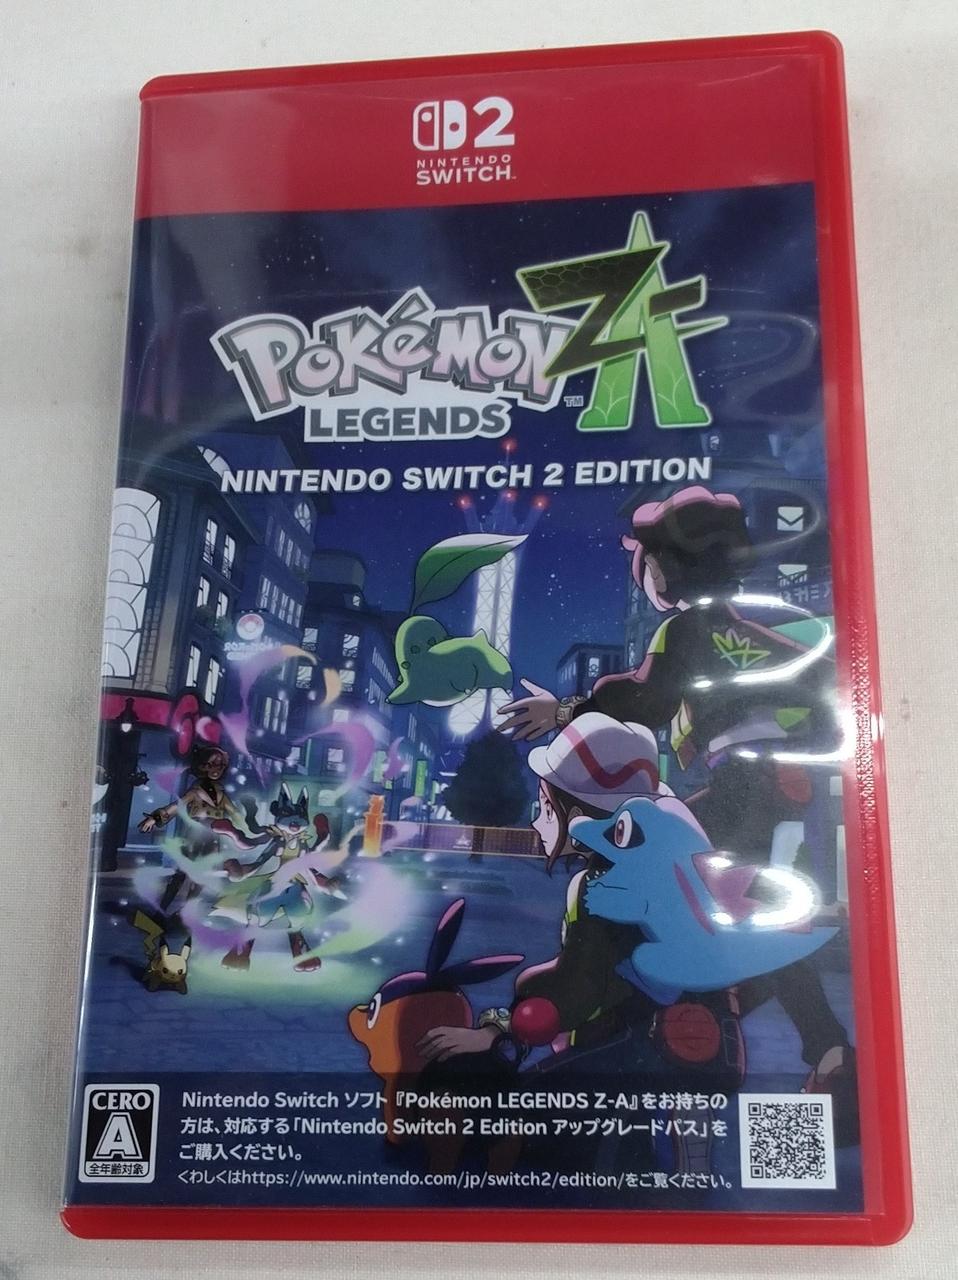 2
NINTENDO
SWITCH™
POKéMON™
LEGENDS
Z-A
NINTENDO SWITCH 2 EDITION
CERO
A
全年齢対象
Nintendo Switch ソフト『Pokémon LEGENDS Z-A』をお持ちの
方は、対応する「Nintendo Switch 2 Edition アップグレードパス」を
ご購入ください。
くわしくはhttps://www.nintendo.com/jp/switch2/edition/をご覧ください。